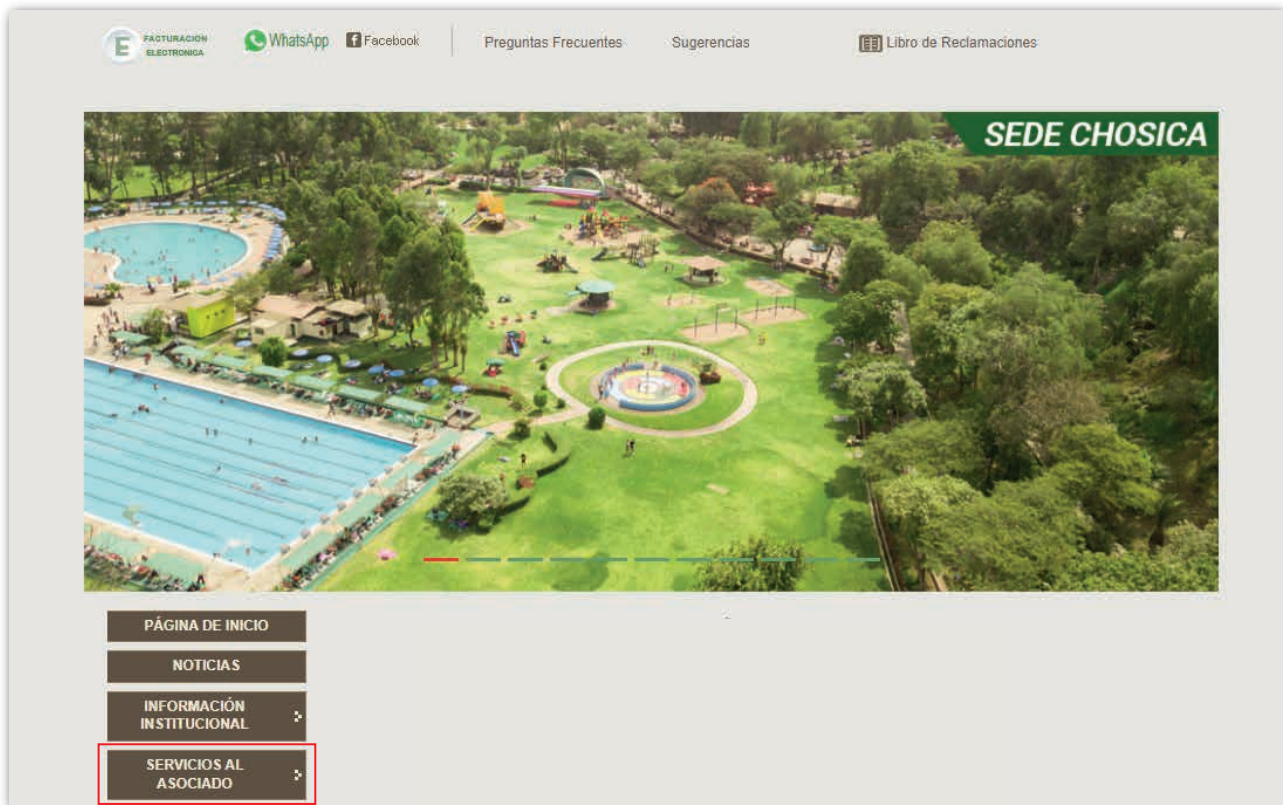 FACTURACION
ELECTRONICA
WhatsApp
Facebook
Preguntas Frecuentes
Sugerencias
Libro de Reclamaciones
SEDE CHOSICA
PÁGINA DE INICIO
NOTICIAS
INFORMACIÓN
INSTITUCIONAL
SERVICIOS AL
ASOCIADO